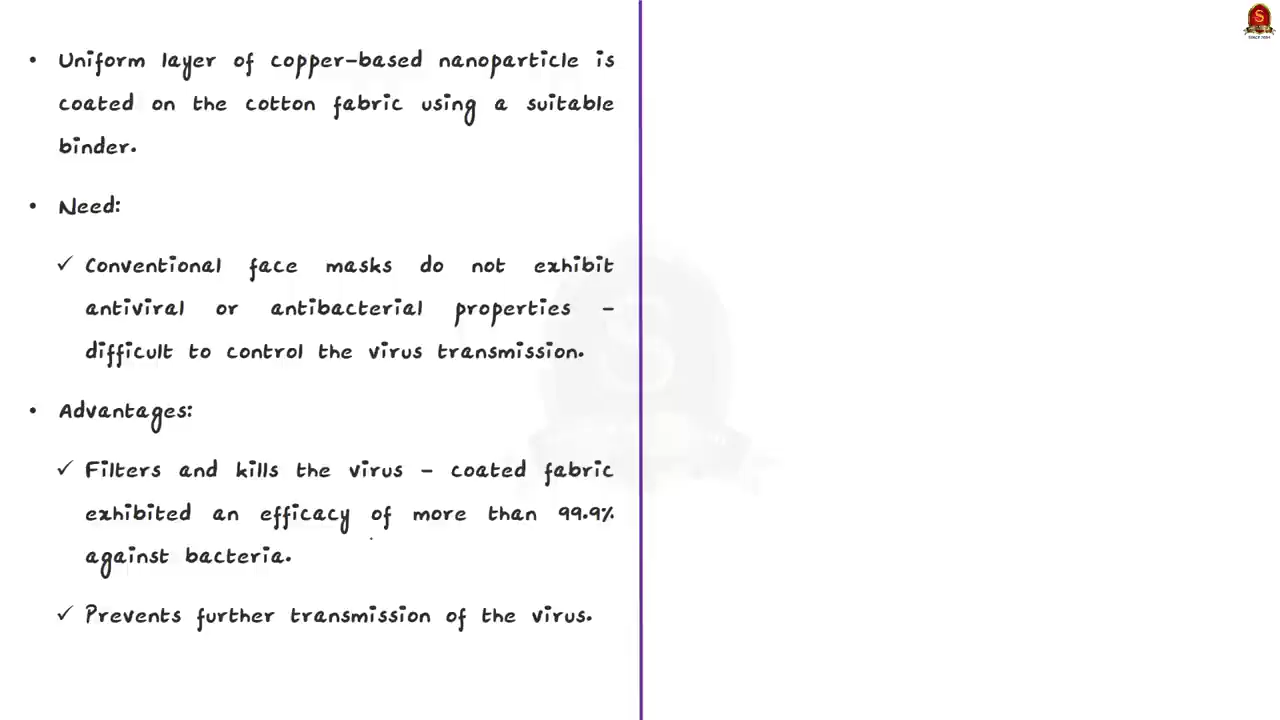 • Uniform layer of copper-based nanoparticle is
coated on the cotton fabric using a suitable
binder.
• Need:
✓ Conventional face masks do not exhibit
antiviral or antibacterial properties –
difficult to control the virus transmission.
• Advantages:
✓ Filters and kills the virus – coated fabric
exhibited an efficacy of more than 99.9%
against bacteria.
✓ Prevents further transmission of the virus.
S